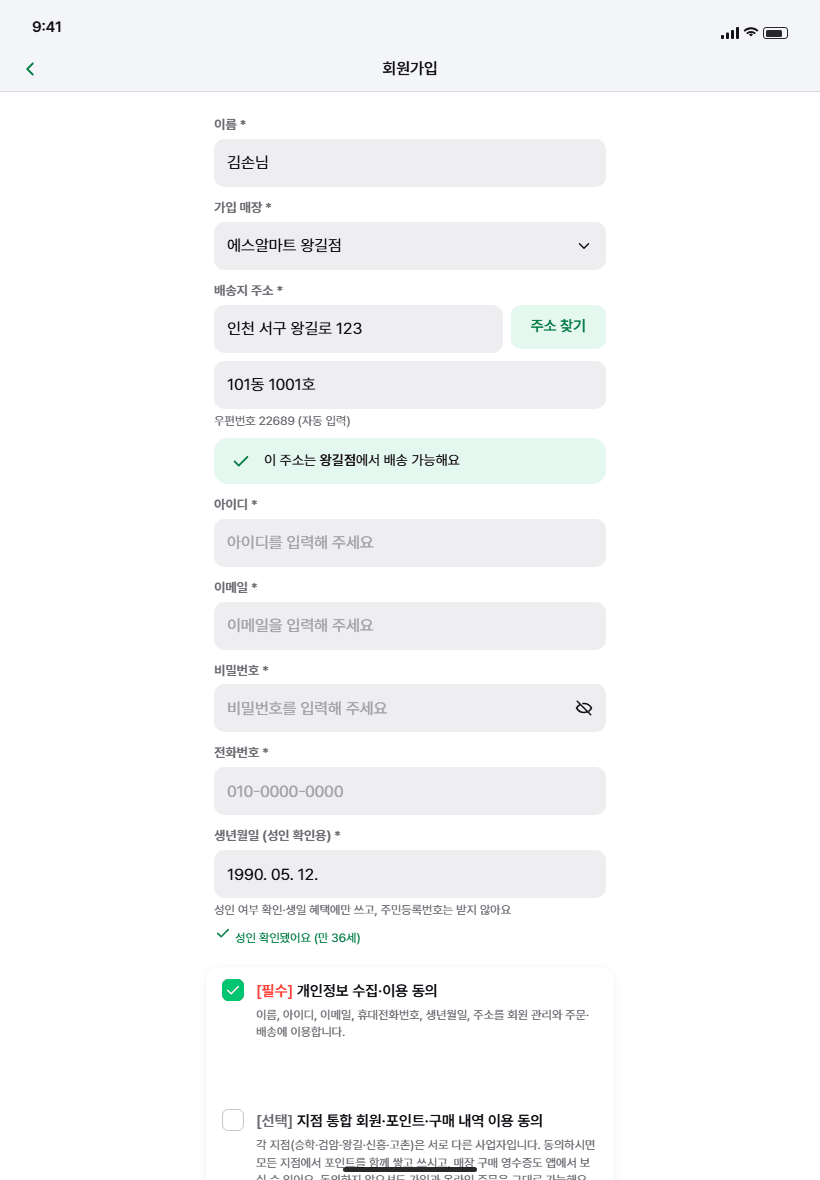 9:41
회원가입
이름 *
김손님
가입 매장 *
에스알마트 왕길점
배송지 주소 *
인천 서구 왕길로 123
주소 찾기
101동 1001호
우편번호 22689 (자동 입력)
이 주소는 왕길점에서 배송 가능해요
아이디 *
아이디를 입력해 주세요
이메일 *
이메일을 입력해 주세요
비밀번호 *
비밀번호를 입력해 주세요
전화번호 *
010-0000-0000
생년월일 (성인 확인용) *
1990. 05. 12.
성인 여부 확인·생일 혜택에만 쓰고, 주민등록번호는 받지 않아요
성인 확인됐어요 (만 36세)
[필수] 개인정보 수집·이용 동의
이름, 아이디, 이메일, 휴대전화번호, 생년월일, 주소를 회원 관리와 주문·
배송에 이용합니다.
[선택] 지점 통합 회원·포인트·구매 내역 이용 동의
각 지점(승학·검암·왕길·신흥·고촌)은 서로 다른 사업자입니다. 동의하시면
모든 지점에서 포인트를 함께 쌓고 쓰시고, 매장 구매 영수증도 앱에서 보